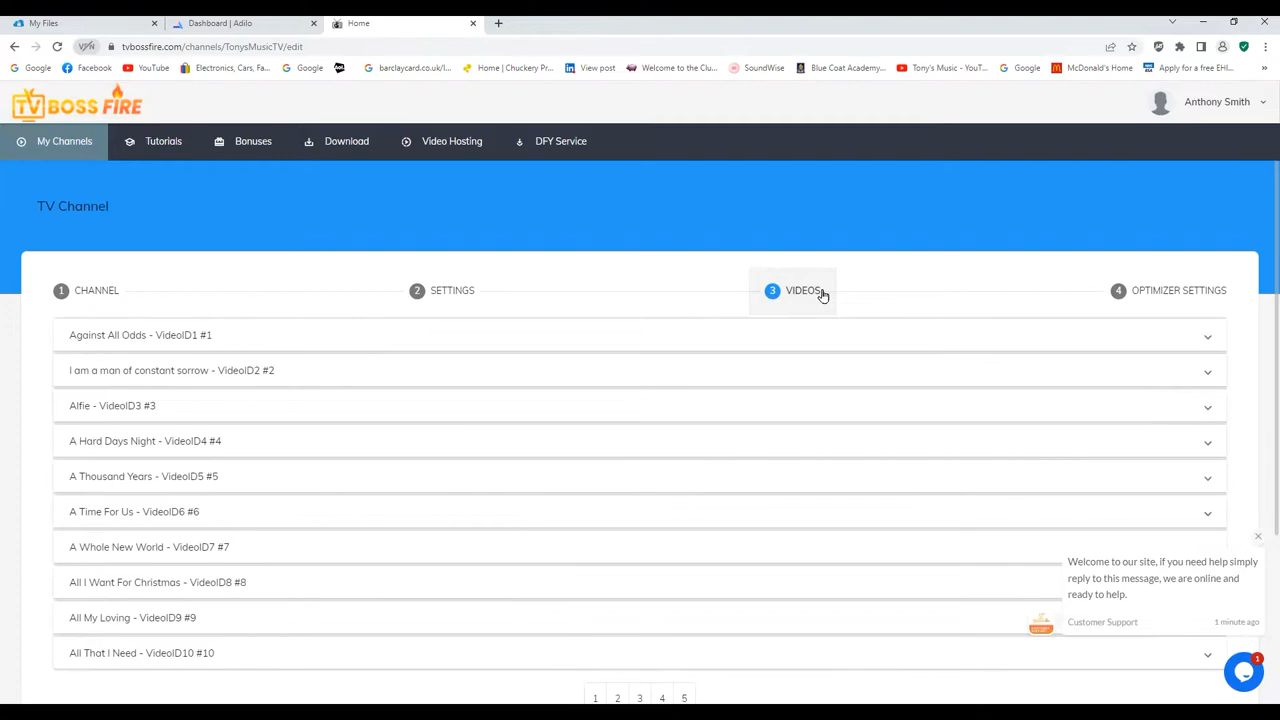 My Files
Dashboard | Adilo
Home
VPN
tvbossfire.com/channels/TonysMusicTV/edit
Google
Facebook
YouTube
Electronics, Cars, Fa...
Google
AOL
barclaycard.co.uk/l...
Home | Chuckery Pr...
View post
Welcome to the Clu...
SoundWise
Blue Coat Academy...
Tony's Music - YouT...
Google
McDonald's Home
Apply for a free EHI...
TV BOSS FIRE
Anthony Smith
My Channels
Tutorials
Bonuses
Download
Video Hosting
DFY Service
TV Channel
1 CHANNEL
2 SETTINGS
3 VIDEOS
4 OPTIMIZER SETTINGS
Against All Odds - VideoID1 #1
I am a man of constant sorrow - VideoID2 #2
Alfie - VideoID3 #3
A Hard Days Night - VideoID4 #4
A Thousand Years - VideoID5 #5
A Time For Us - VideoID6 #6
A Whole New World - VideoID7 #7
All I Want For Christmas - VideoID8 #8
All My Loving - VideoID9 #9
All That I Need - VideoID10 #10
Welcome to our site, if you need help simply
reply to this message, we are online and
ready to help.
Customer Support
1 minute ago
1
1 2 3 4 5